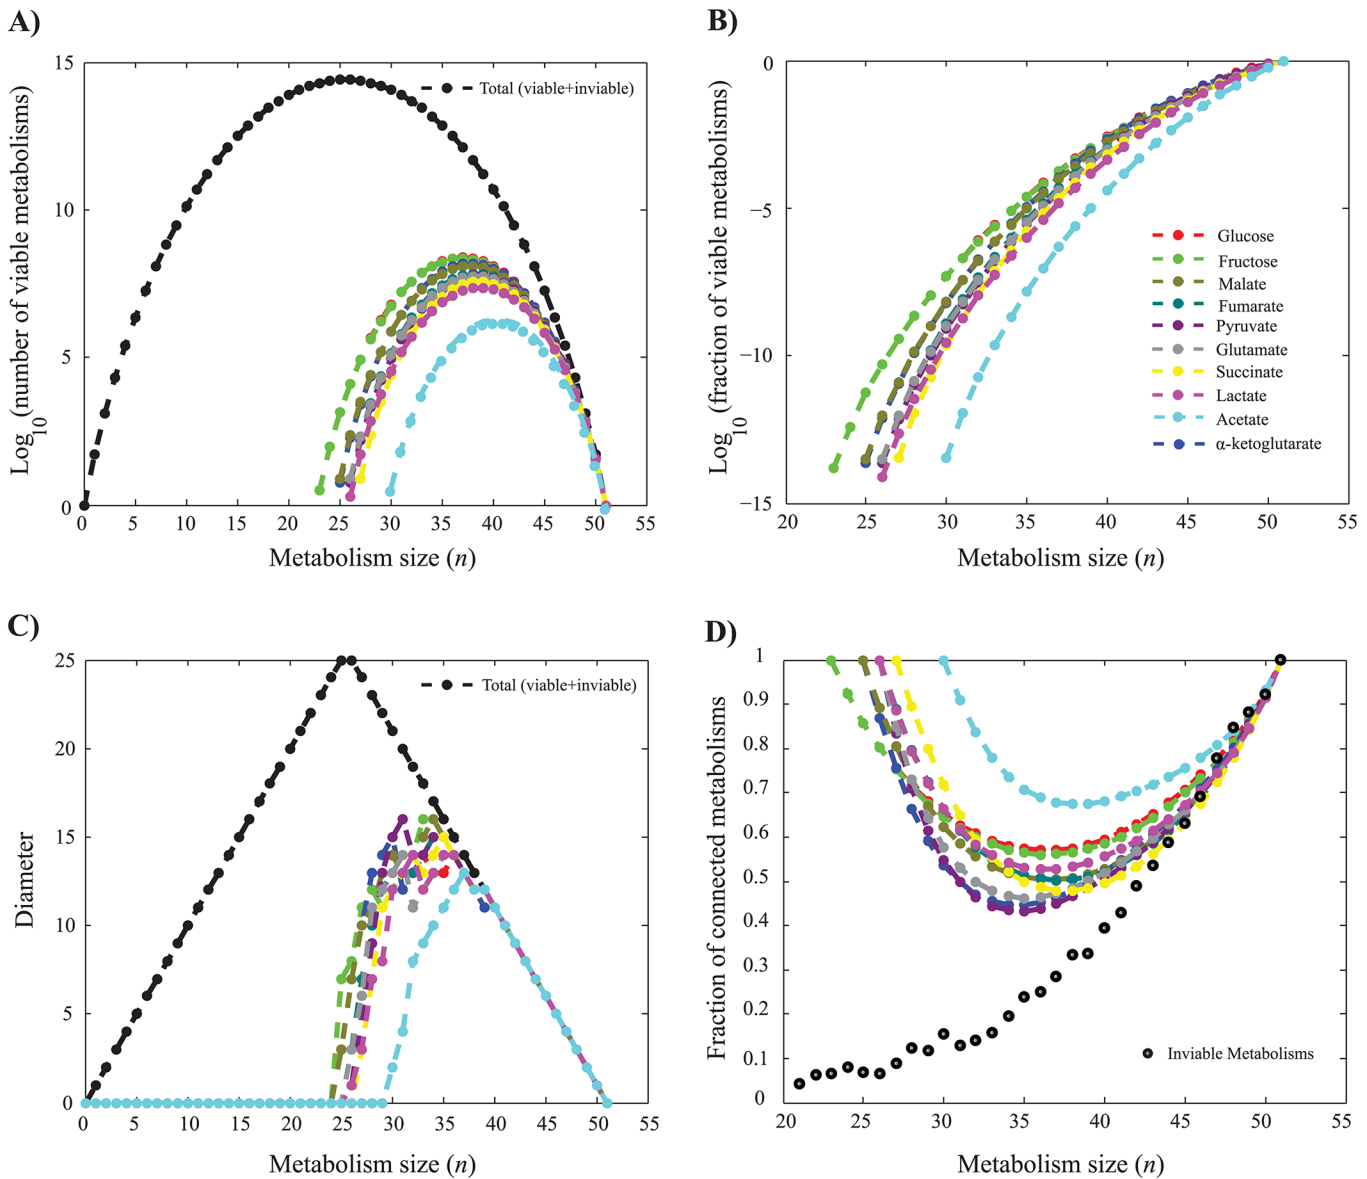 A)
15
10
5
0
0 5 10 15 20 25 30 35 40 45 50 55
Log10 (number of viable metabolisms)
Metabolism size (n)
Total (viable+inviable)
B)
0
−5
−10
−15
20 25 30 35 40 45 50 55
Log10 (fraction of viable metabolisms)
Metabolism size (n)
Glucose
Fructose
Malate
Fumarate
Pyruvate
Glutamate
Succinate
Lactate
Acetate
α-ketoglutarate
C)
25
20
15
10
5
0
0 5 10 15 20 25 30 35 40 45 50 55
Diameter
Metabolism size (n)
Total (viable+inviable)
D)
1
0.9
0.8
0.7
0.6
0.5
0.4
0.3
0.2
0.1
0
20 25 30 35 40 45 50 55
Fraction of connected metabolisms
Metabolism size (n)
Inviable Metabolisms